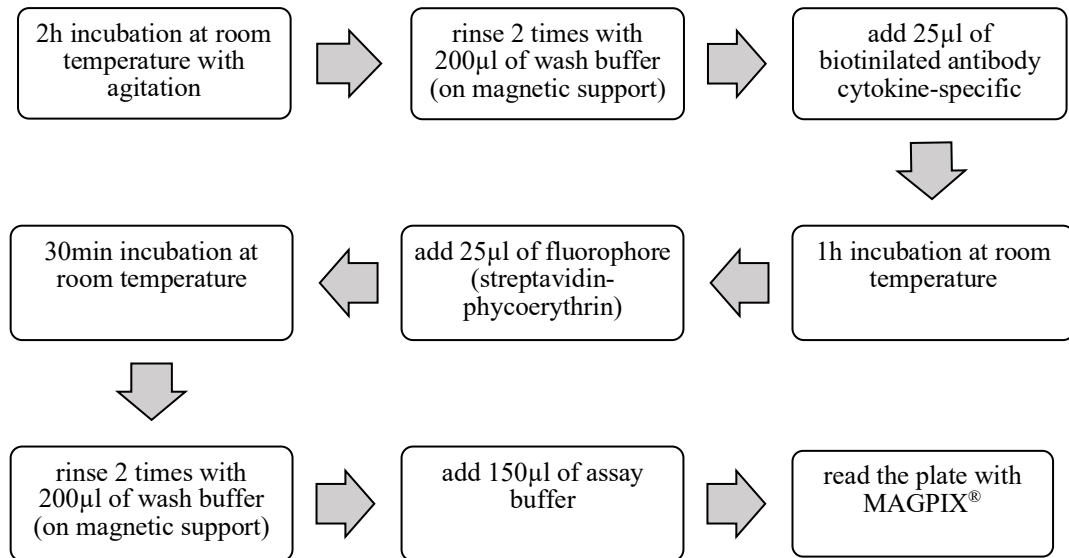 2h incubation at room
temperature with
agitation
rinse 2 times with
200µl of wash buffer
(on magnetic support)
add 25µl of
biotinilated antibody
cytokine-specific
1h incubation at room
temperature
add 25µl of fluorophore
(streptavidin-
phycoerythrin)
30min incubation at
room temperature
rinse 2 times with
200µl of wash buffer
(on magnetic support)
add 150µl of assay
buffer
read the plate with
MAGPIX®